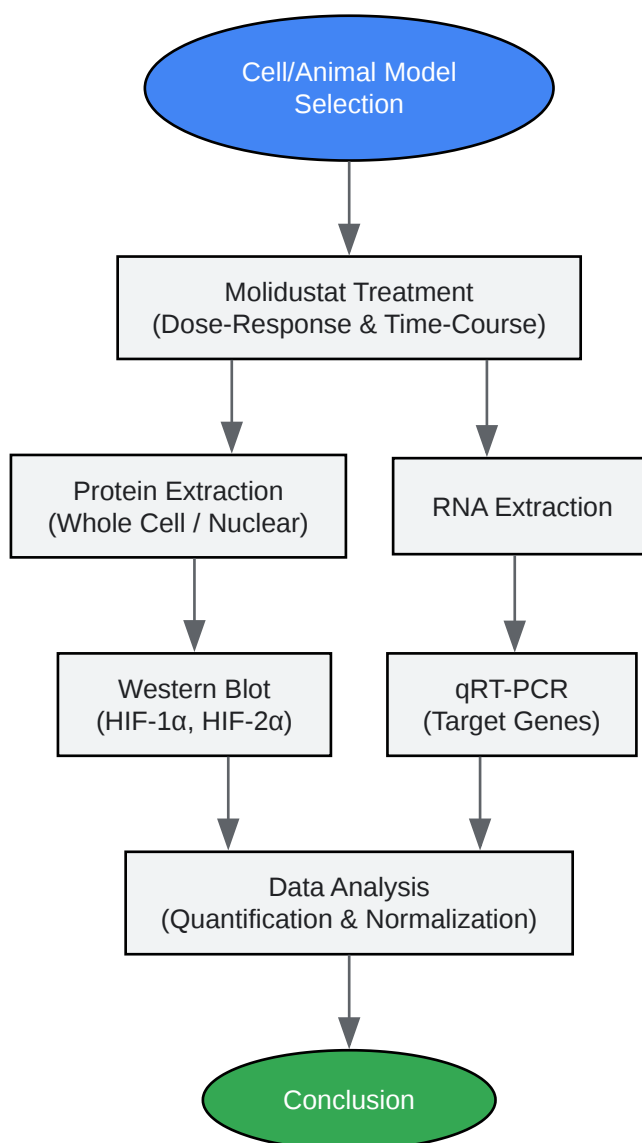 Cell/Animal Model
Selection
Molidustat Treatment
(Dose-Response & Time-Course)
Protein Extraction
(Whole Cell / Nuclear)
RNA Extraction
Western Blot
(HIF-1α, HIF-2α)
qRT-PCR
(Target Genes)
Data Analysis
(Quantification & Normalization)
Conclusion